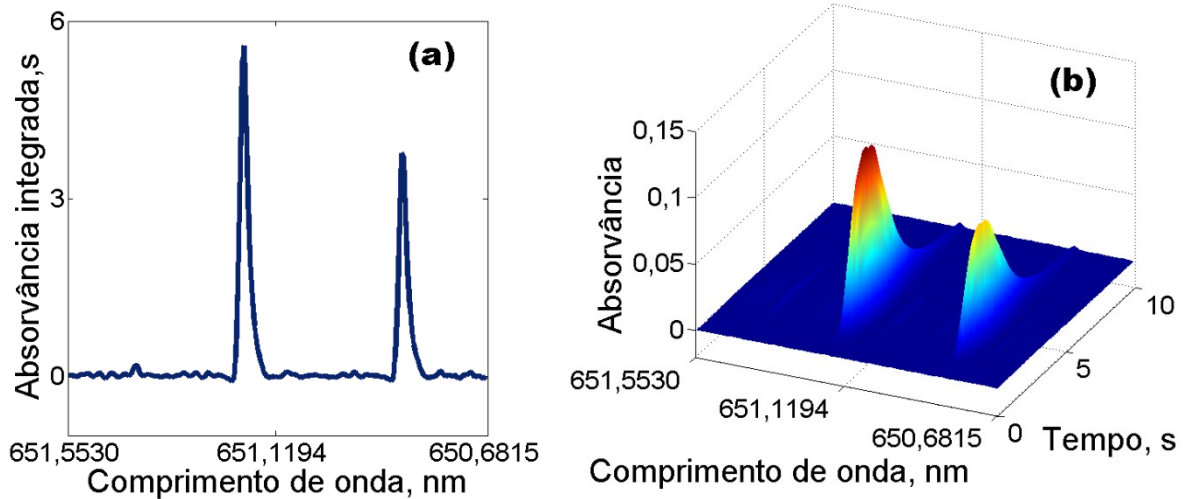 6
(a)
Absorvância integrada,s
3
0
651,5530
651,1194
650,6815
Comprimento de onda, nm
(b)
0,15
0,1
Absorvância
0,05
0
651,5530
651,1194
650,6815
10
5
0
Tempo, s
Comprimento de onda, nm